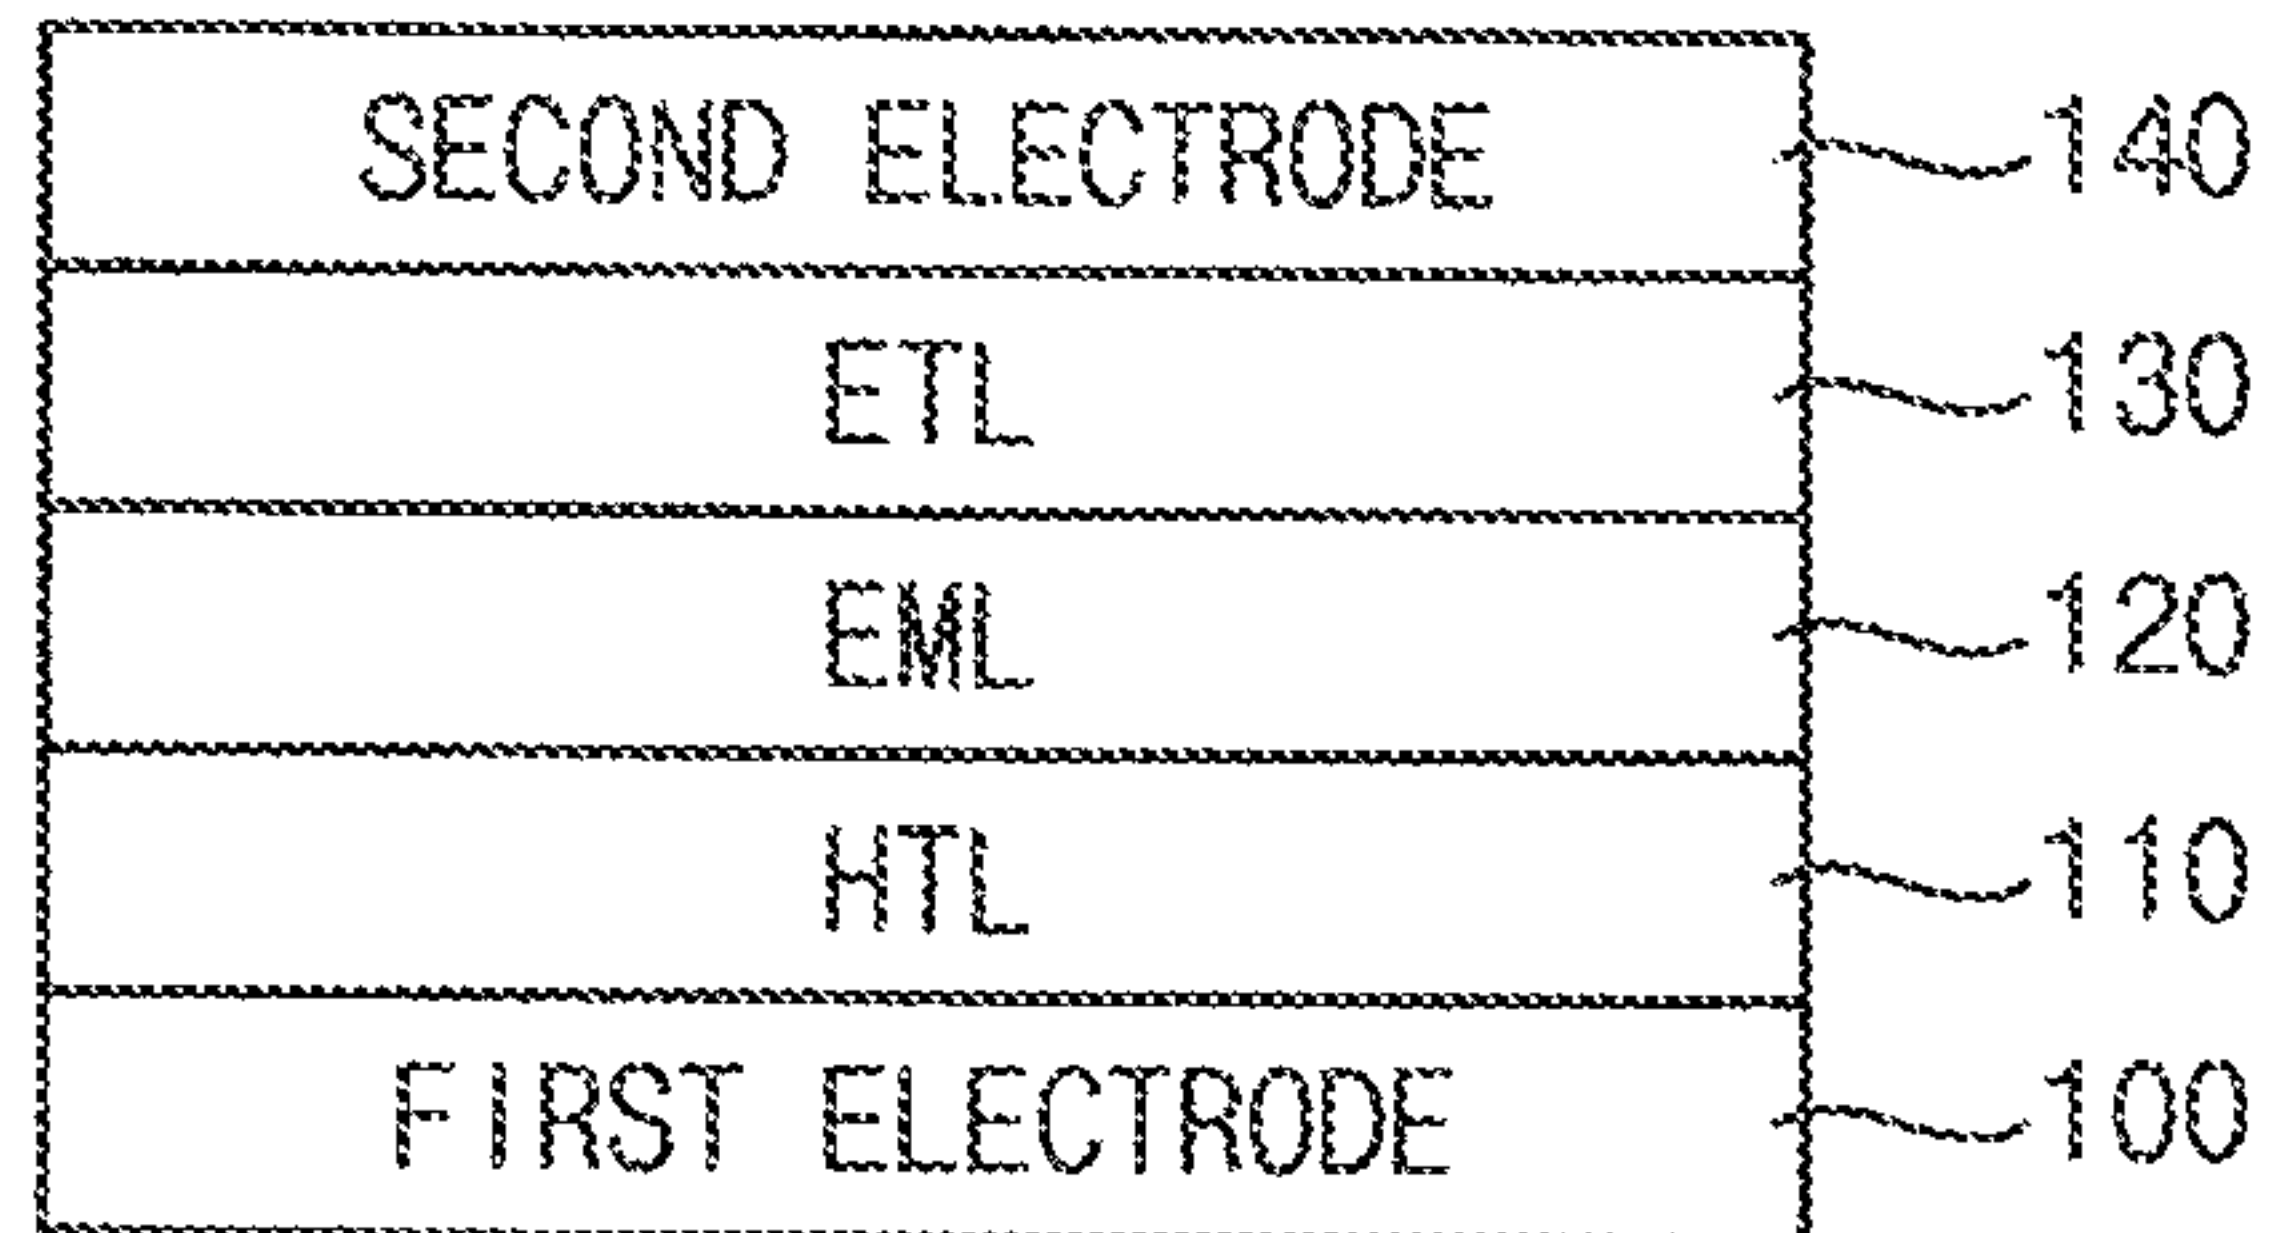 SECOND ELECTRODE 140
ETL 130
EML 120
HTL 110
FIRST ELECTRODE 100